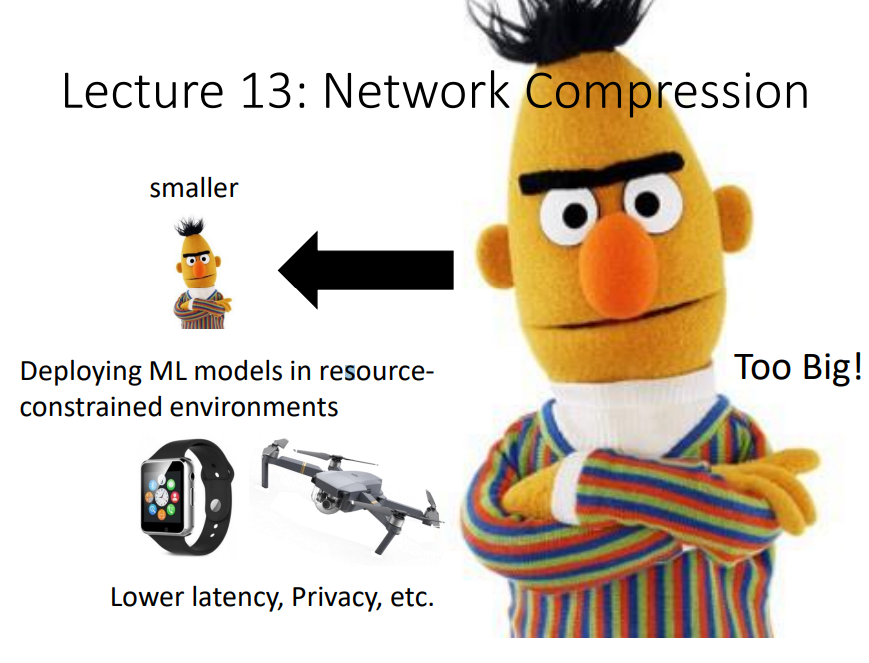 Lecture 13: Network Compression
smaller
Too Big!
Deploying ML models in resource-
constrained environments
Lower latency, Privacy, etc.